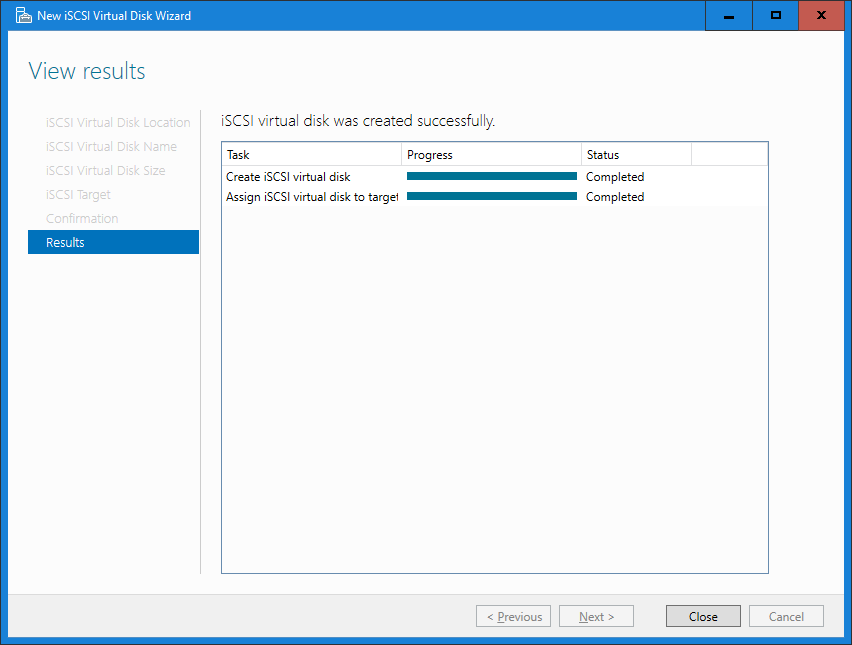 New iSCSI Virtual Disk Wizard
View results
iSCSI Virtual Disk Location
iSCSI Virtual Disk Name
iSCSI Virtual Disk Size
iSCSI Target
Confirmation
Results
iSCSI virtual disk was created successfully.
Task Progress Status
Create iSCSI virtual disk Completed
Assign iSCSI virtual disk to target Completed
< Previous Next > Close Cancel